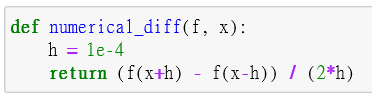 def numerical_diff(f, x):
    h = 1e-4
    return (f(x+h) - f(x-h)) / (2*h)